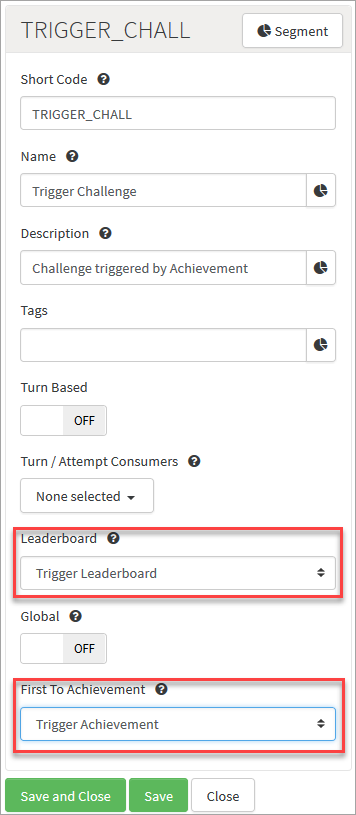 TRIGGER_CHALL
Segment
Short Code
TRIGGER_CHALL
Name
Trigger Challenge
Description
Challenge triggered by Achievement
Tags
Turn Based
OFF
Turn / Attempt Consumers
None selected
Leaderboard
Trigger Leaderboard
Global
OFF
First To Achievement
Trigger Achievement
Save and Close Save Close